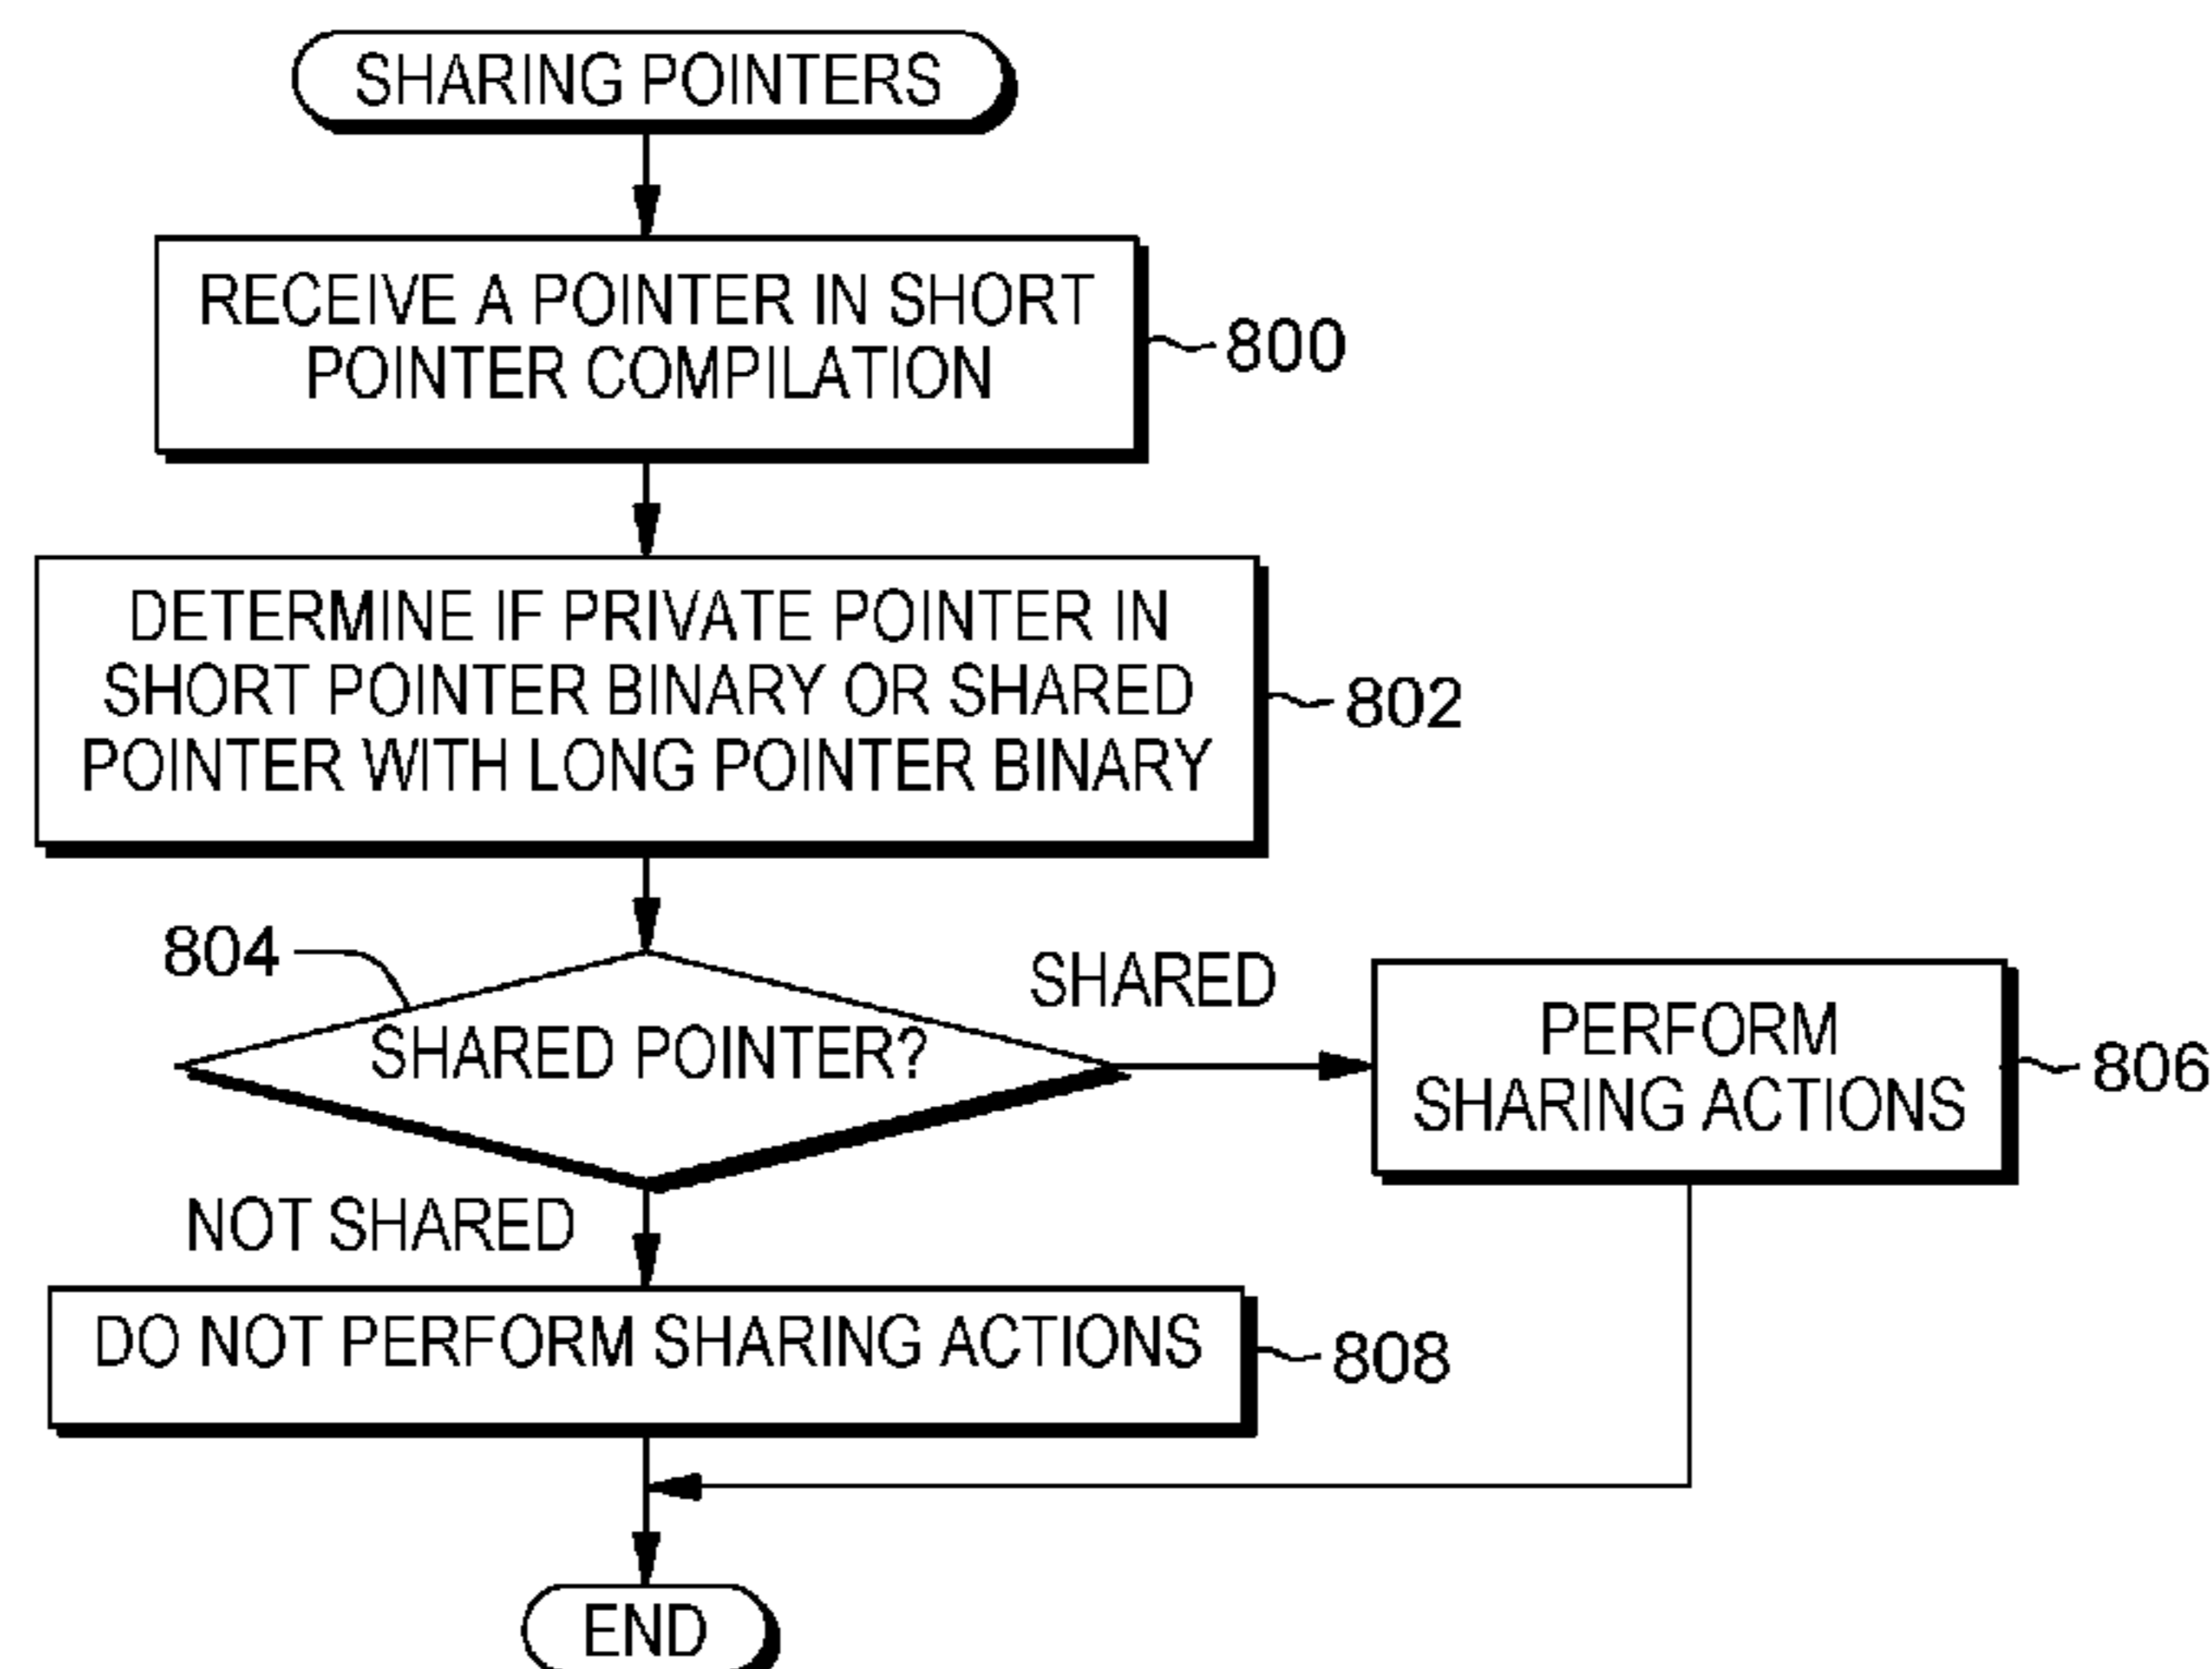 SHARING POINTERS
RECEIVE A POINTER IN SHORT
POINTER COMPILATION
800
DETERMINE IF PRIVATE POINTER IN
SHORT POINTER BINARY OR SHARED
POINTER WITH LONG POINTER BINARY
802
804
SHARED POINTER?
SHARED
PERFORM
SHARING ACTIONS
806
NOT SHARED
DO NOT PERFORM SHARING ACTIONS
808
END